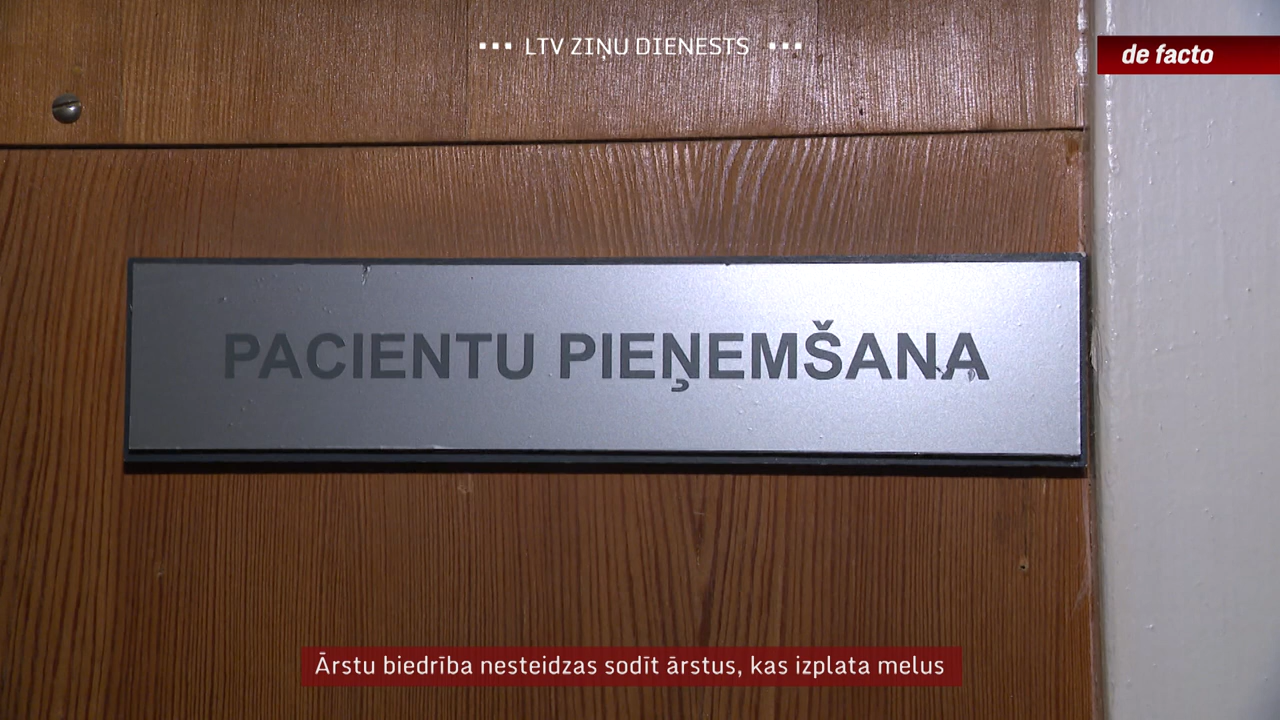 LTV ZIŅU DIENESTS
de facto
PACIENTU PIEŅEMŠANA
Ārstu biedrība nesteidzas sodīt ārstus, kas izplata melus